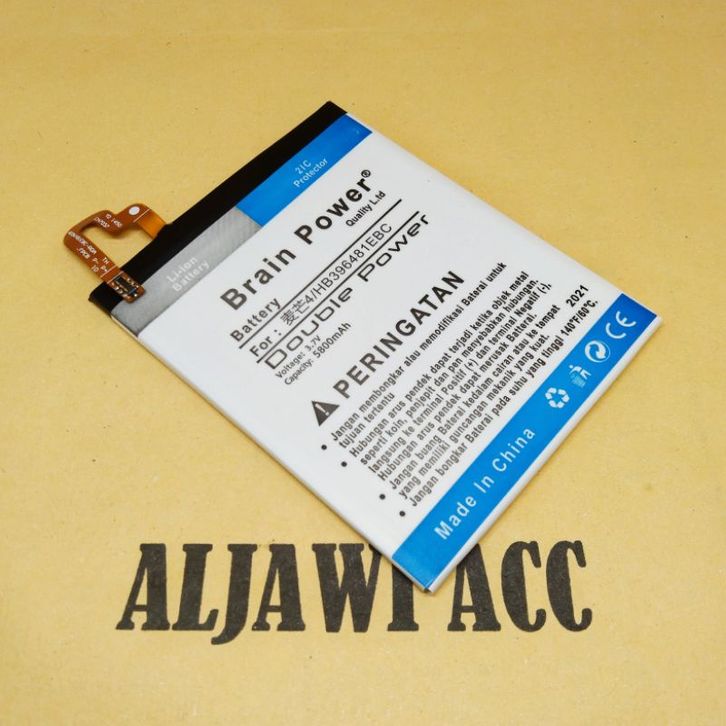 2IC
Protector
Li-ion
Battery
Brain Power®
Quality Ltd
Battery
For : 麦芒4/HB396481EBC
Double Power
Voltage: 3.7V
Capacity: 5800mAh
PERINGATAN
• Jangan membongkar atau memodifikasi Baterai untuk
tujuan tertentu
• Hubungan arus pendek dapat terjadi ketika objek metal
seperti koin, penjepit dan pen menyebabkan hubungan
langsung ke terminal Positif (+) dan terminal Negatif (-).
Hubungan arus pendek dapat merusak Baterai.
• Jangan buang Baterai kedalam cairan atau ke tempat
yang memiliki guncangan mekanik yang kuat.
• Jangan bongkar Baterai pada suhu yang tinggi 140°F/60°C.
2021
Made In China
CE
ALJAWI ACC